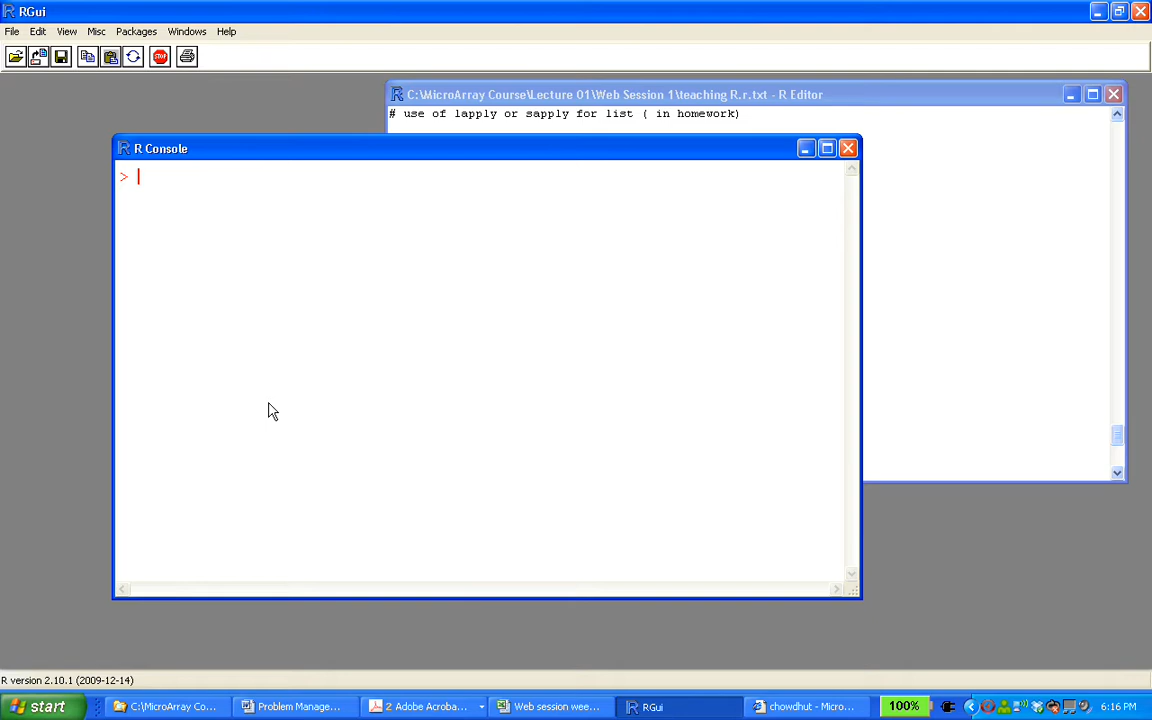 RGui
File Edit View Misc Packages Windows Help
C:\MicroArray Course\Lecture 01\Web Session 1\teaching R.r.txt - R Editor
# use of lapply or sapply for list ( in homework)
R Console
>
STOP
R version 2.10.1 (2009-12-14)
start C:\MicroArray Co... Problem Manage... 2 Adobe Acroba... Web session wee... RGui chowdhut - Micro... 100% 6:16 PM